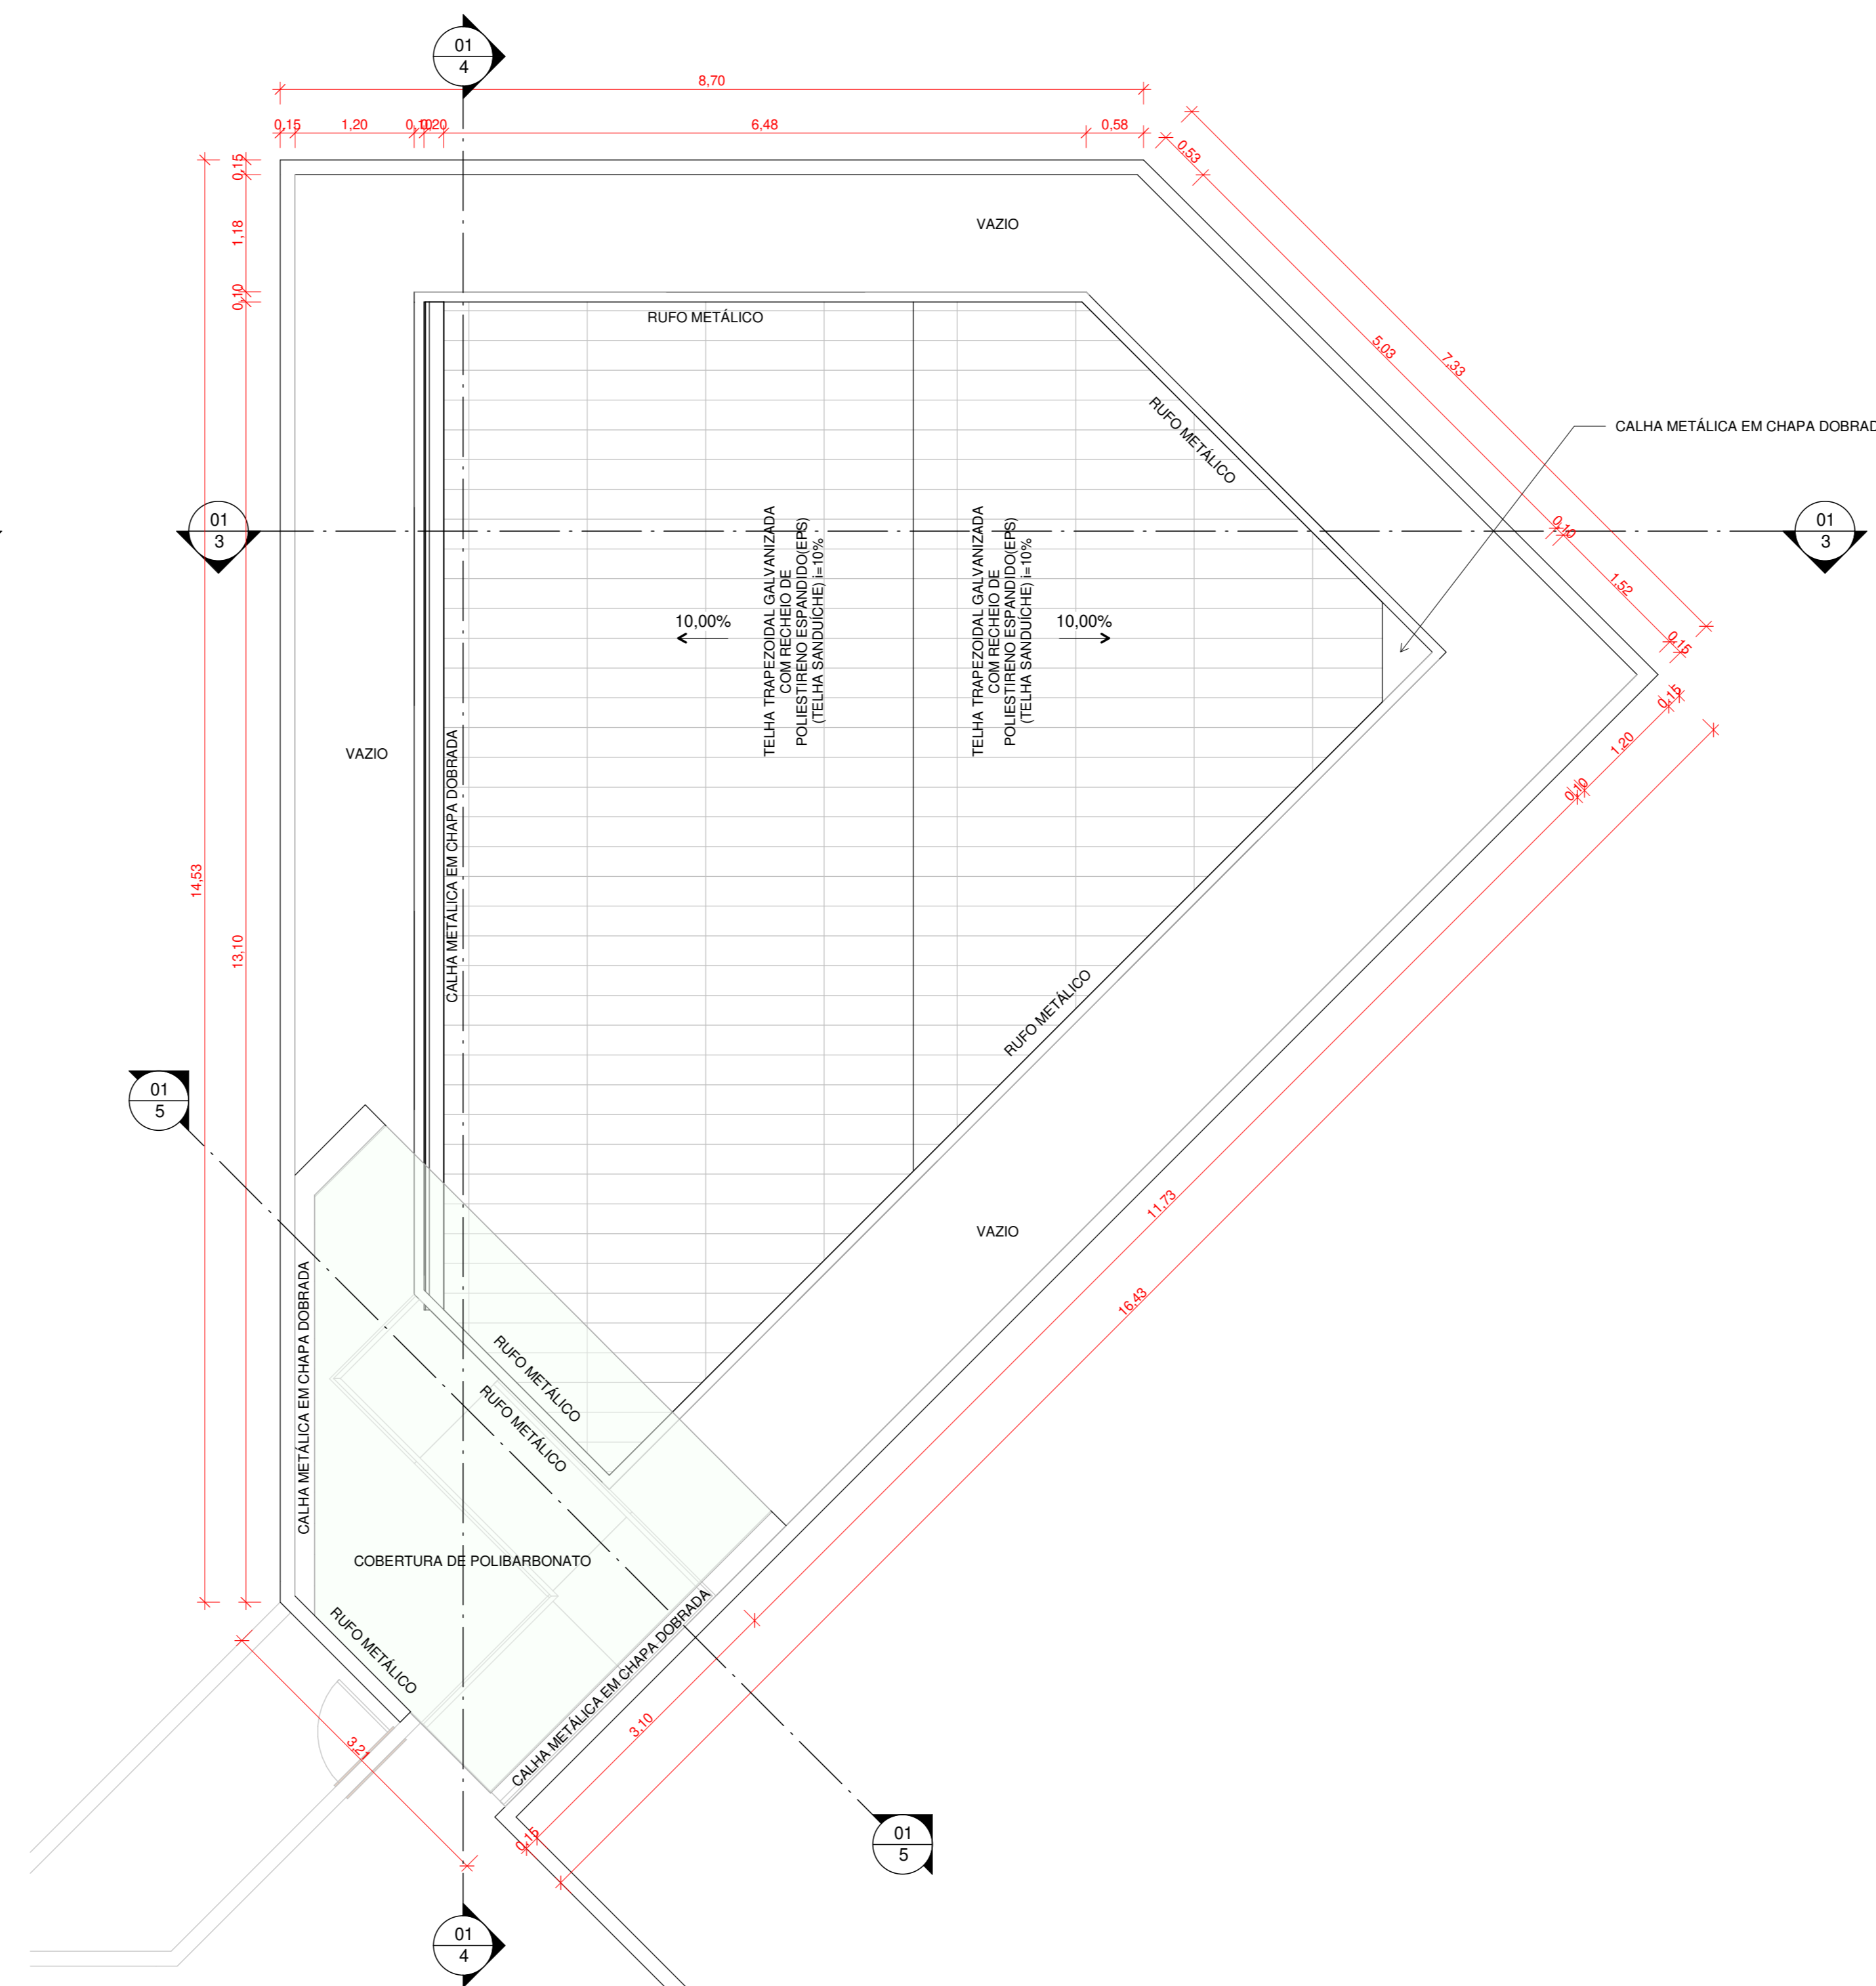 01
4
8,70
0,15
1,20
0,10
0,20
6,48
0,58
0,15
1,18
0,10
0,53
VAZIO
RUFO METÁLICO
5,03
7,33
RUFO METÁLICO
CALHA METÁLICA EM CHAPA DOBRAD
01
3
TELHA TRAPEZOIDAL GALVANIZADA
COM RECHEIO DE
POLIESTIRENO ESPANDIDO(EPS)
(TELHA SANDUÍCHE) i=10%
TELHA TRAPEZOIDAL GALVANIZADA
COM RECHEIO DE
POLIESTIRENO ESPANDIDO(EPS)
(TELHA SANDUÍCHE) i=10%
0,10
01
3
1,52
10,00%
10,00%
0,15
0,15
1,20
0,10
VAZIO
CALHA METÁLICA EM CHAPA DOBRADA
14,53
13,10
RUFO METÁLICO
01
5
11,73
VAZIO
16,43
CALHA METÁLICA EM CHAPA DOBRADA
RUFO METÁLICO
RUFO METÁLICO
COBERTURA DE POLIBARBONATO
RUFO METÁLICO
CALHA METÁLICA EM CHAPA DOBRADA
3,10
3,21
0,15
01
5
01
4